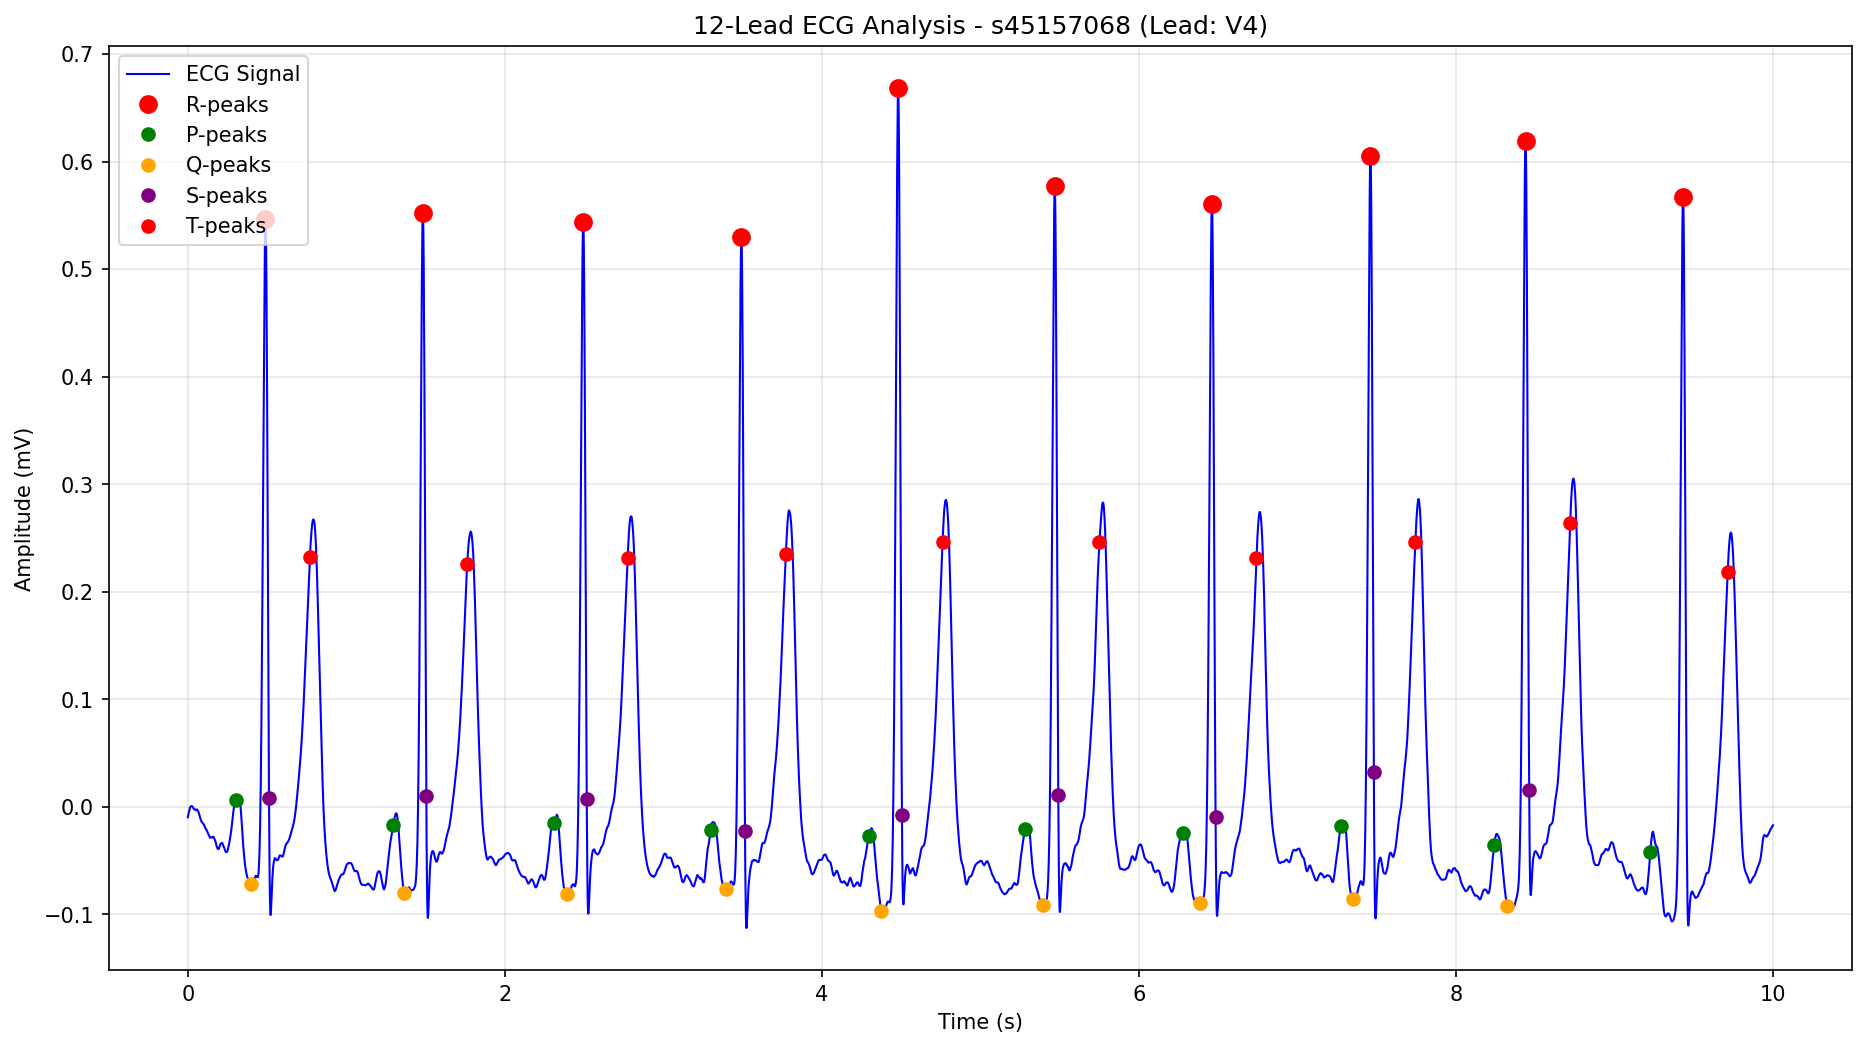 12-Lead ECG Analysis - s45157068 (Lead: V4)
ECG Signal
R-peaks
P-peaks
Q-peaks
S-peaks
T-peaks
Amplitude (mV)
0.7
0.6
0.5
0.4
0.3
0.2
0.1
0.0
−0.1
0 2 4 6 8 10
Time (s)